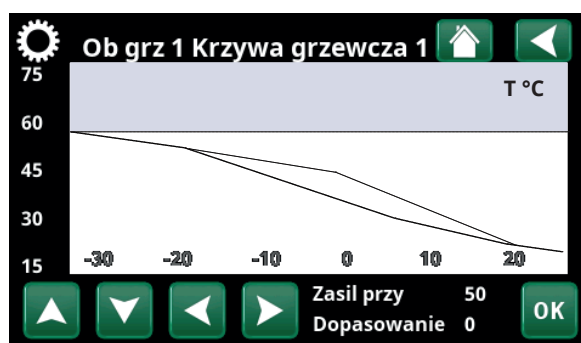 Ob grz 1 Krzywa grzewcza 1
75
T °C
60
45
30
-30 -20 -10 0 10 20
15
Zasil przy 50
Dopasowanie 0
OK